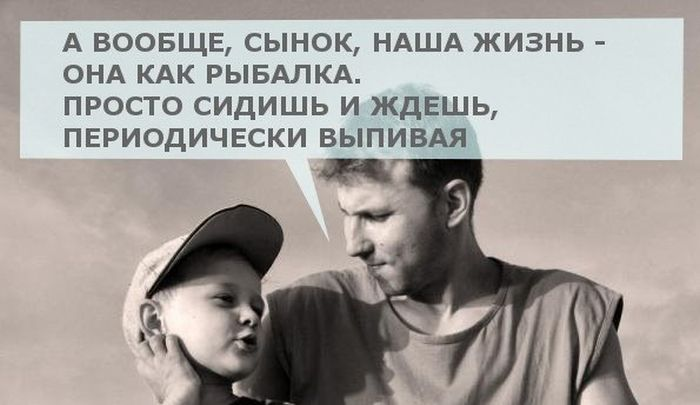 А ВООБЩЕ, СЫНОК, НАША ЖИЗНЬ -
ОНА КАК РЫБАЛКА.
ПРОСТО СИДИШЬ И ЖДЕШЬ,
ПЕРИОДИЧЕСКИ ВЫПИВАЯ